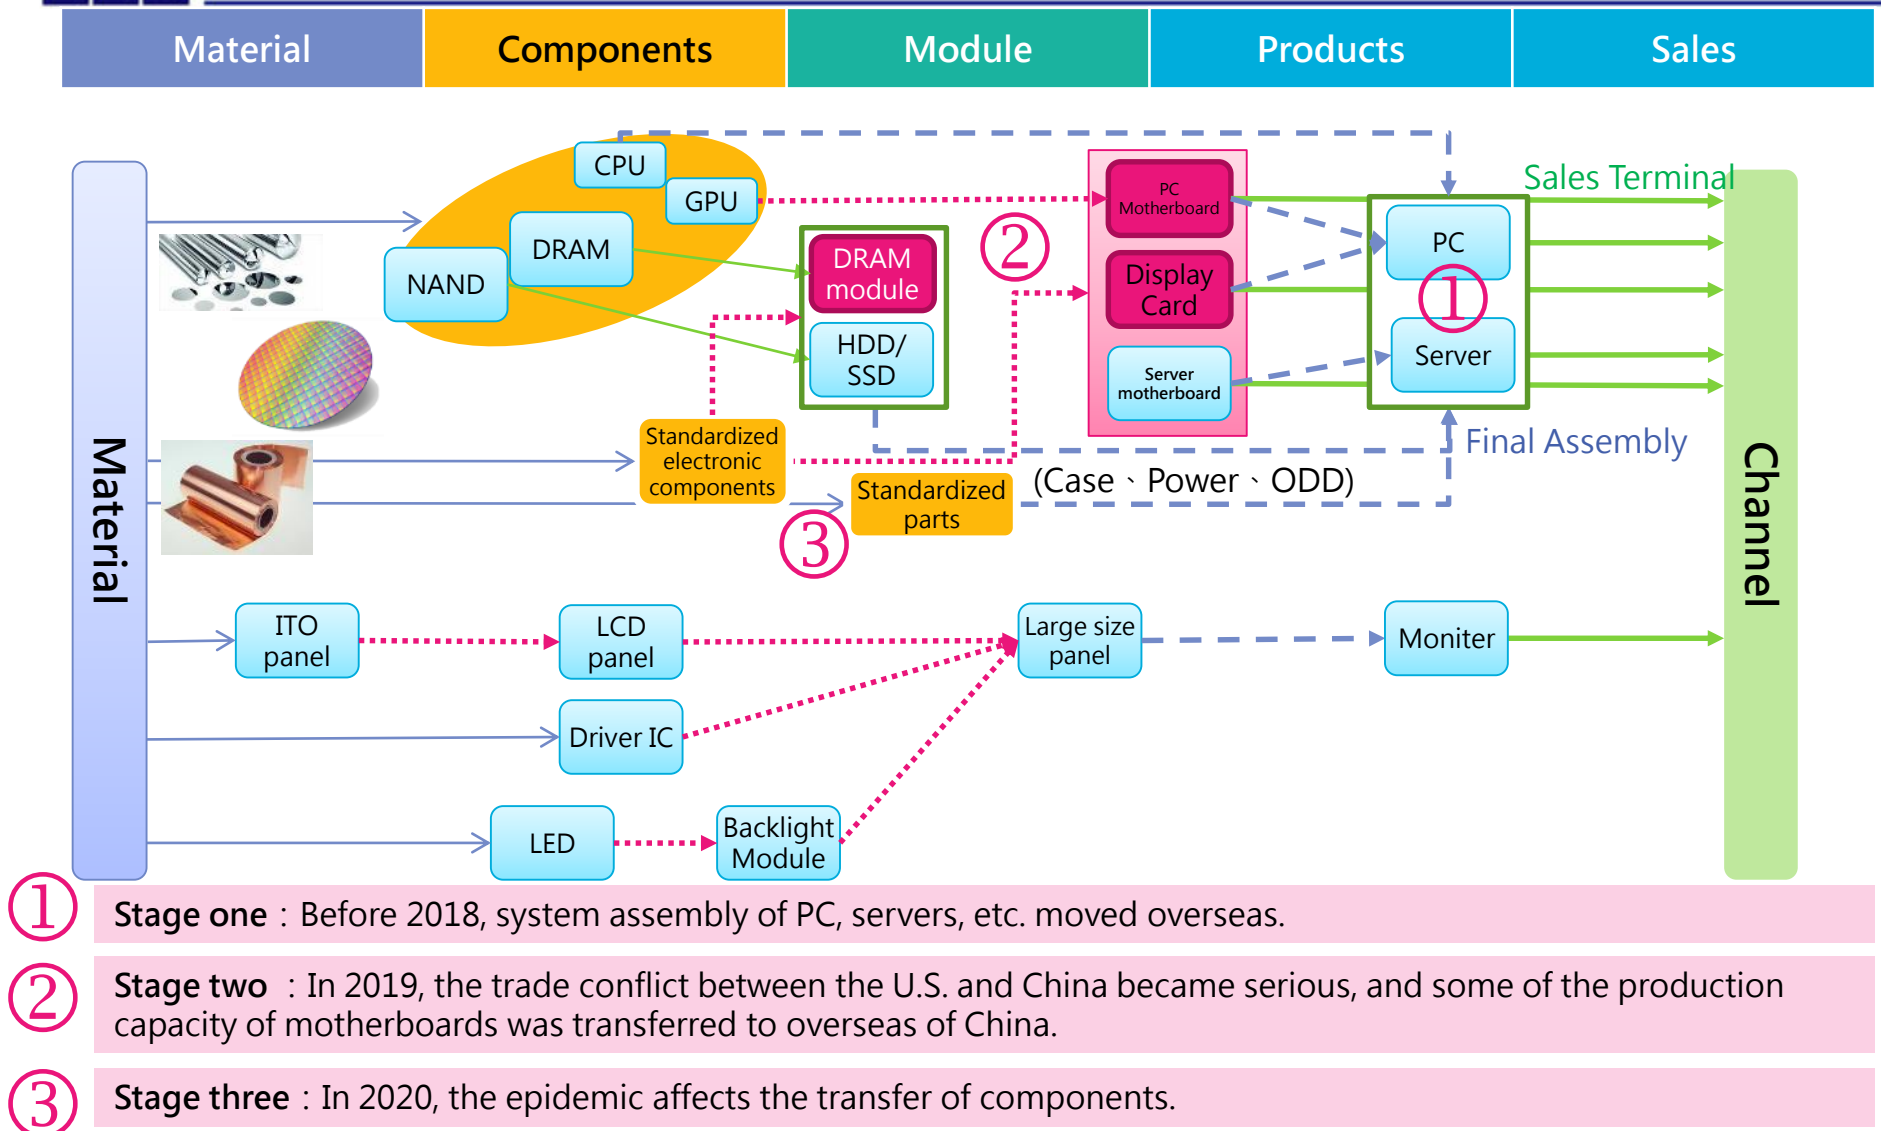 Material
Components
Module
Products
Sales
CPU
GPU
DRAM
NAND
DRAM
module
HDD/
SSD
②
PC
Motherboard
Display
Card
Server
motherboard
Sales Terminal
PC
①
Server
Material
Standardized
electronic
components
Standardized
parts
③
(Case、Power、ODD)
Final Assembly
Channel
ITO
panel
LCD
panel
Large size
panel
Moniter
Driver IC
LED
Backlight
Module
①
Stage one：Before 2018, system assembly of PC, servers, etc. moved overseas.
②
Stage two ：In 2019, the trade conflict between the U.S. and China became serious, and some of the production
capacity of motherboards was transferred to overseas of China.
③
Stage three：In 2020, the epidemic affects the transfer of components.